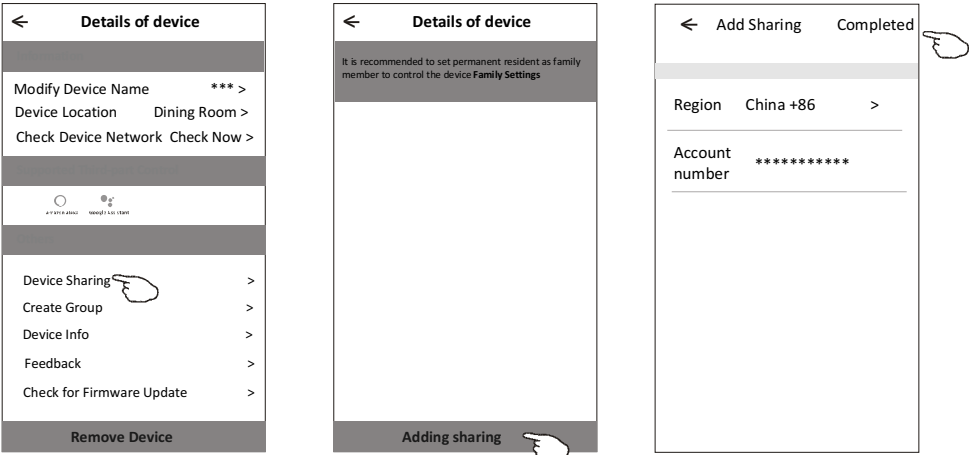 Details of device
Modify Device Name *** >
Device Location Dining Room >
Check Device Network Check Now >
Device Sharing >
Create Group >
Device Info >
Feedback >
Check for Firmware Update >
Remove Device
Details of device
It is recommended to set permanent resident as family
member to control the device Family Settings
Adding sharing
Add Sharing Completed
Region China +86 >
Account
number ***********